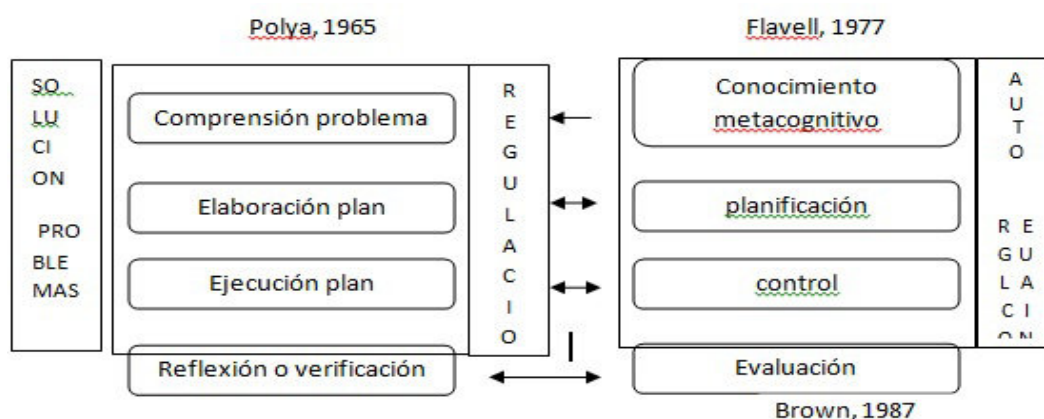 Polya, 1965
Flavell, 1977
SO
LU
CI
ON
PRO
BLE
MAS
Comprensión problema
Elaboración plan
Ejecución plan
Reflexión o verificación
R
E
G
U
L
A
C
I
O
Conocimiento
metacognitivo
planificación
control
Evaluación
A
U
T
O
R E
G U
L A
C I
O N
Brown, 1987